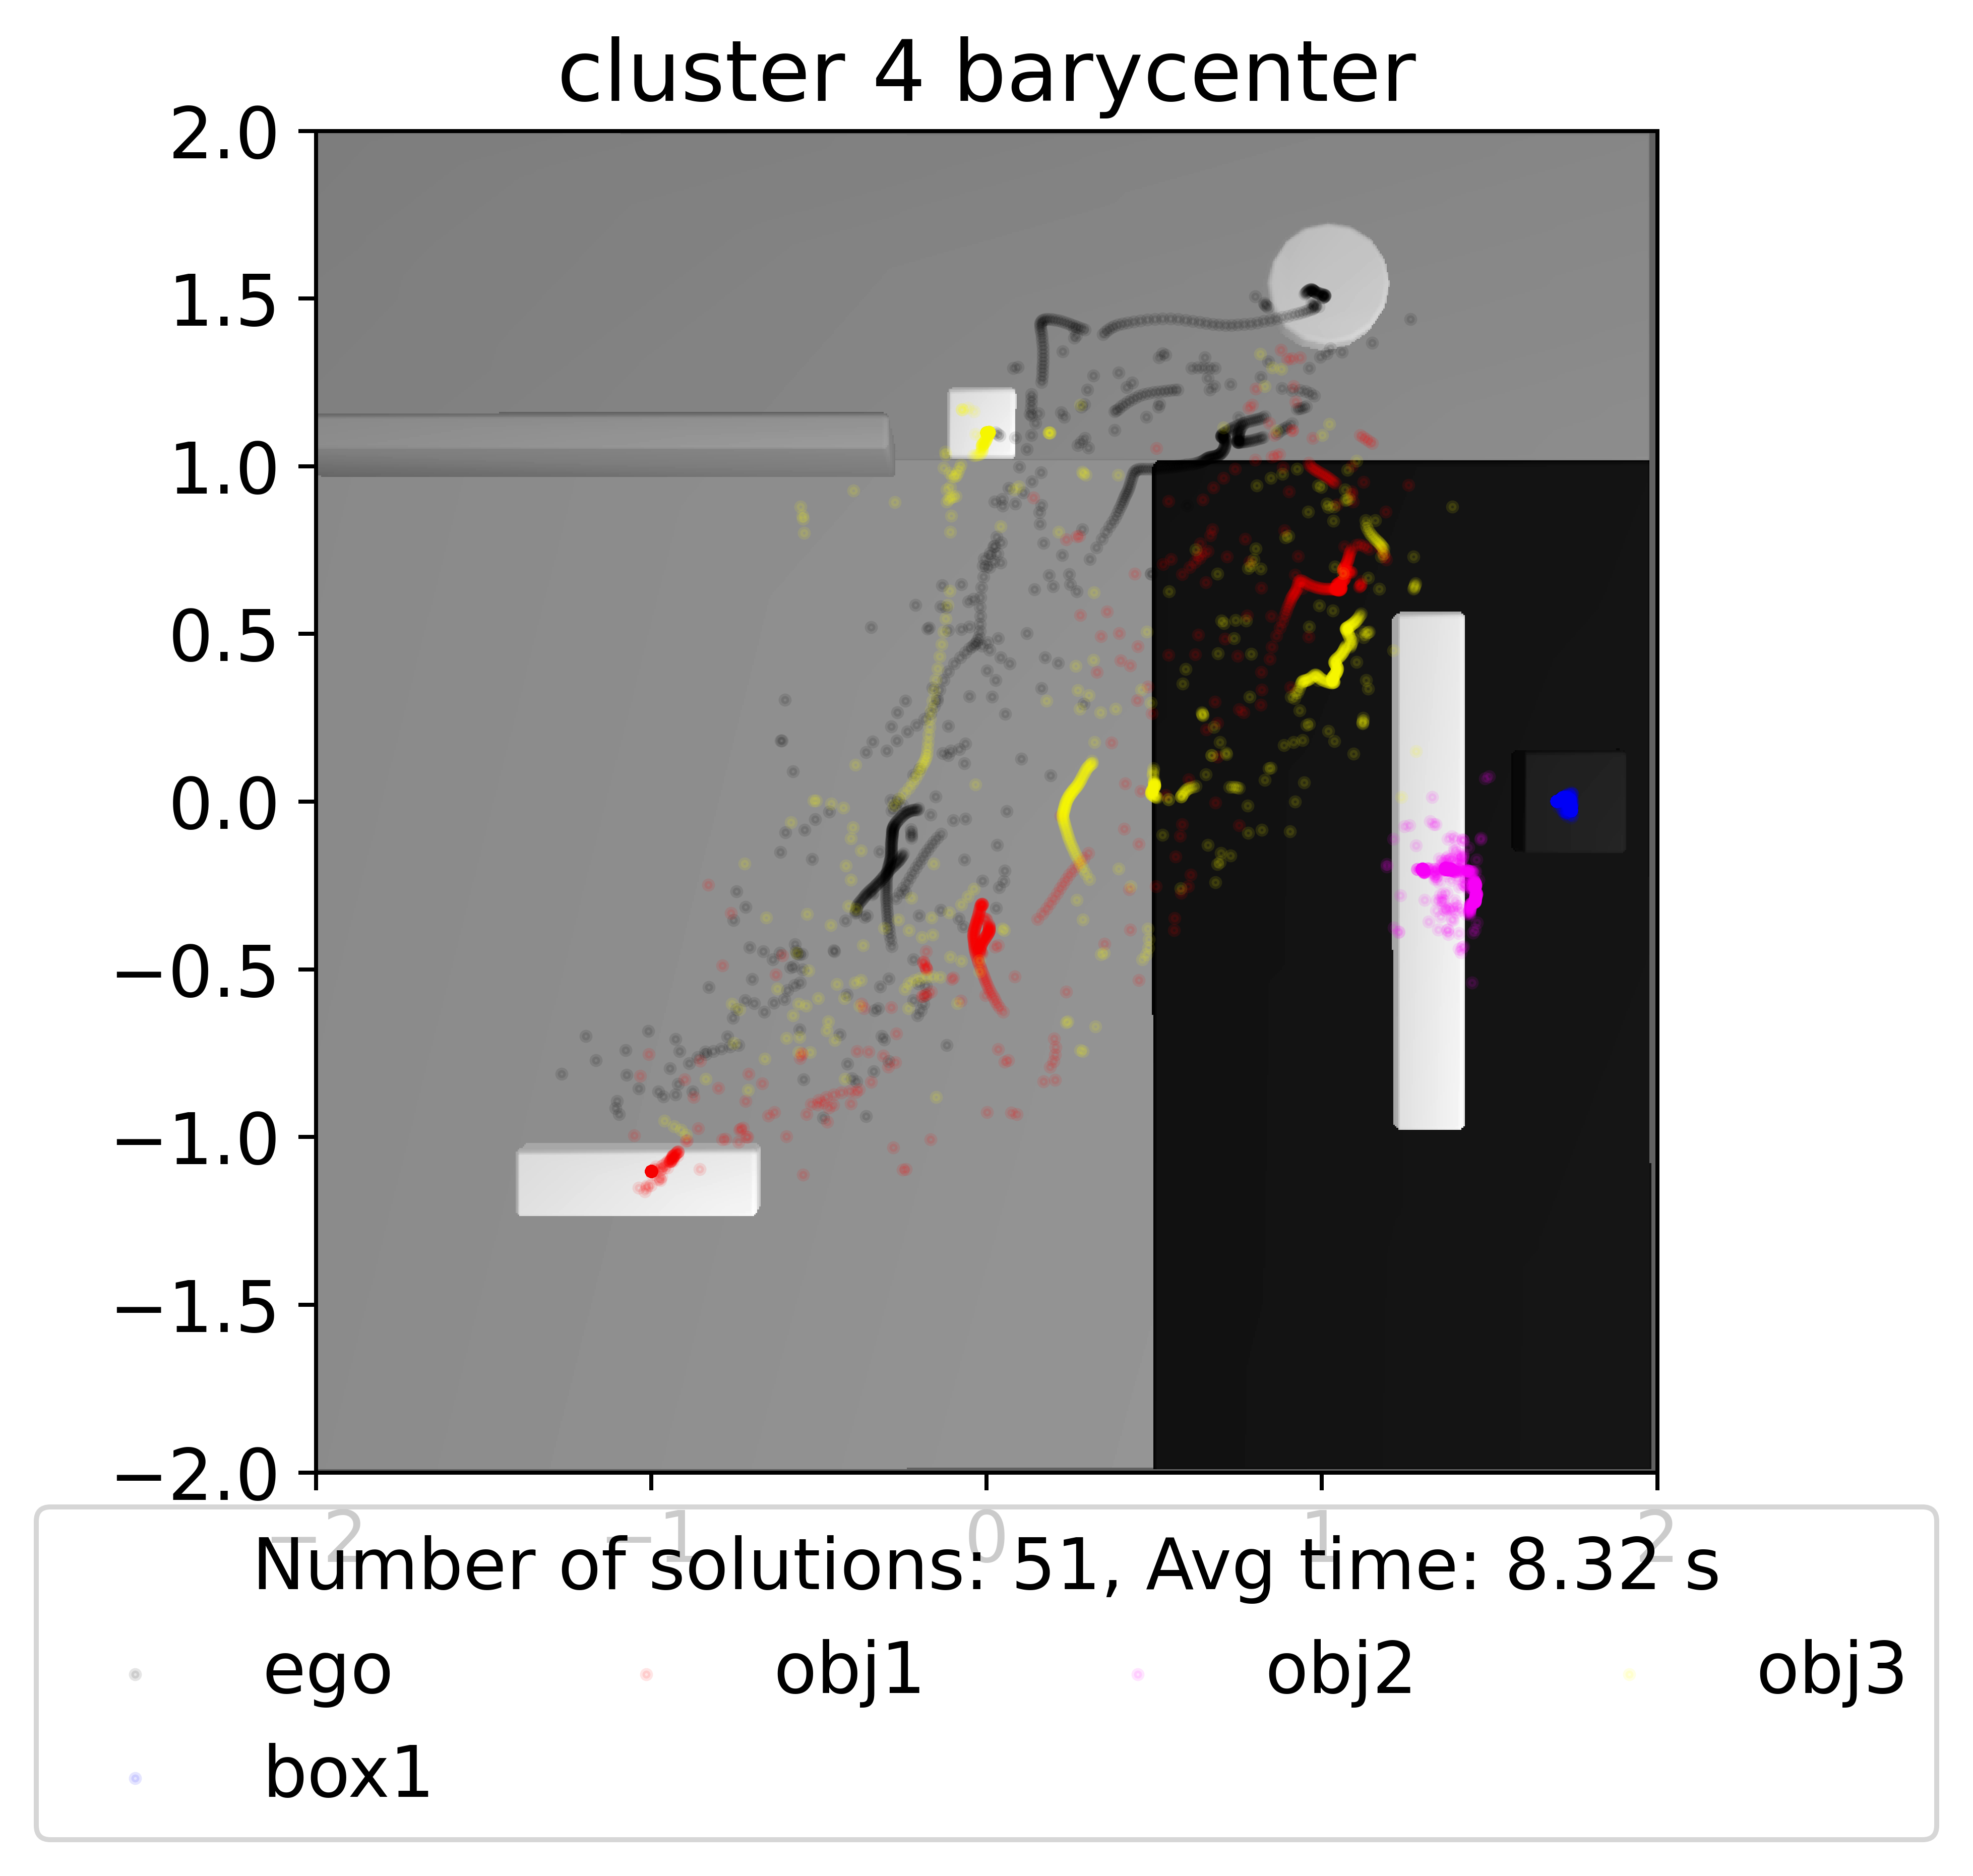 cluster 4 barycenter
2.0
1.5
1.0
0.5
0.0
−0.5
−1.0
−1.5
−2.0
−2 −1 0 1 2
Number of solutions: 51, Avg time: 8.32 s
ego obj1 obj2 obj3
box1